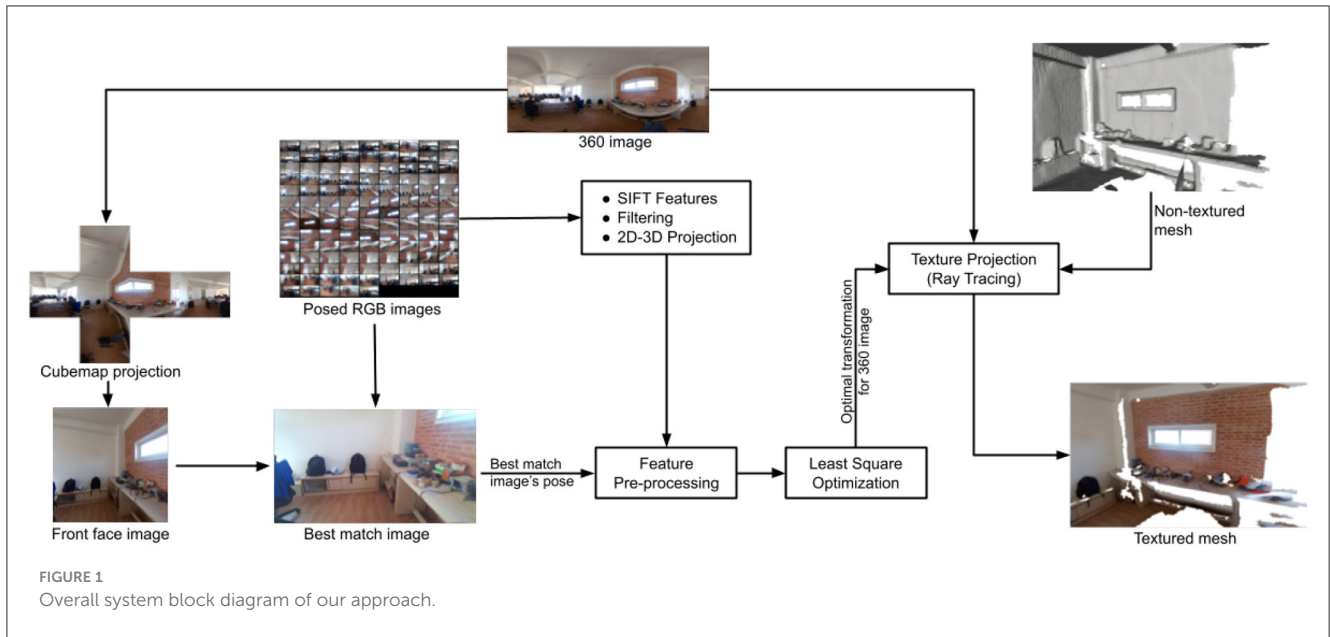 360 image
● SIFT Features
● Filtering
● 2D-3D Projection
Non-textured
mesh
Texture Projection
(Ray Tracing)
Posed RGB images
Cubemap projection
Optimal transformation
for 360 image
Front face image
Best match image
Best match
image's pose
Feature
Pre-processing
Least Square
Optimization
Textured mesh
FIGURE 1
Overall system block diagram of our approach.